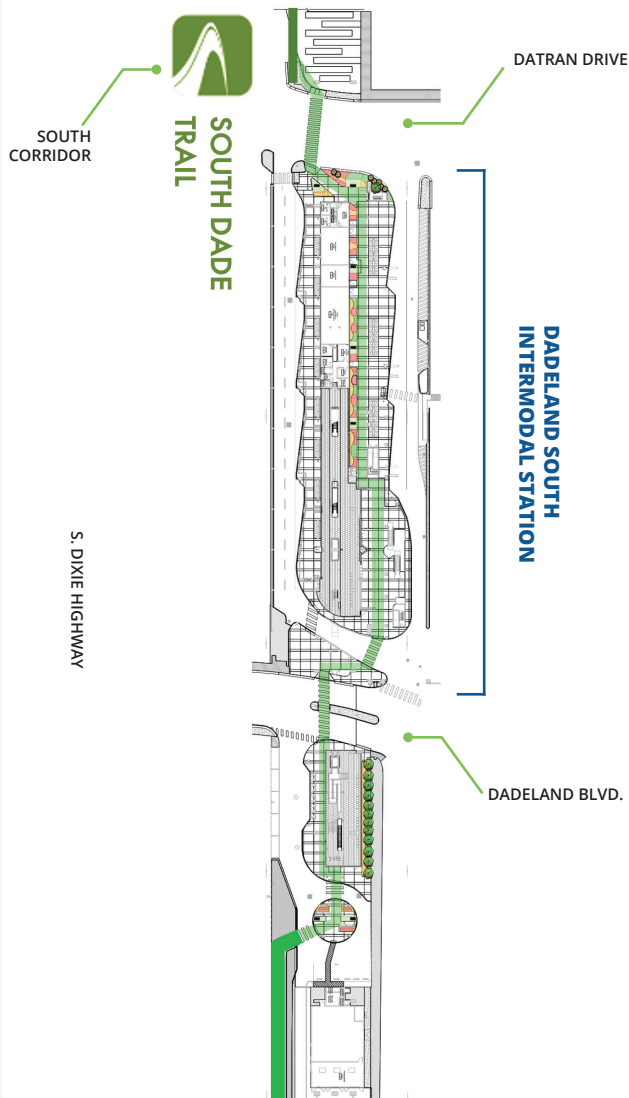 DATRAN DRIVE
SOUTH
CORRIDOR
SOUTH DADE
TRAIL
DADELAND SOUTH
INTERMODAL STATION
S. DIXIE HIGHWAY
DADELAND BLVD.